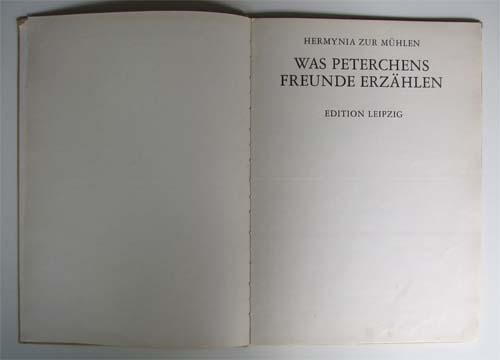 HERMYNIA ZUR MÜHLEN
WAS PETERCHENS
FREUNDE ERZÄHLEN
EDITION LEIPZIG